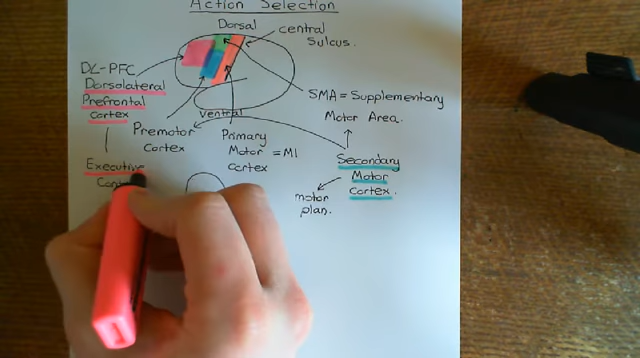 Action Selection
Dorsal
central
sulcus.
DL-PFC
Dorsolateral
Prefrontal
cortex
SMA = Supplementary
Motor Area.
Ventral
Premotor
Cortex
Primary
Motor = M1
cortex
Executive
Secondary
Motor
Cortex.
motor
plan.